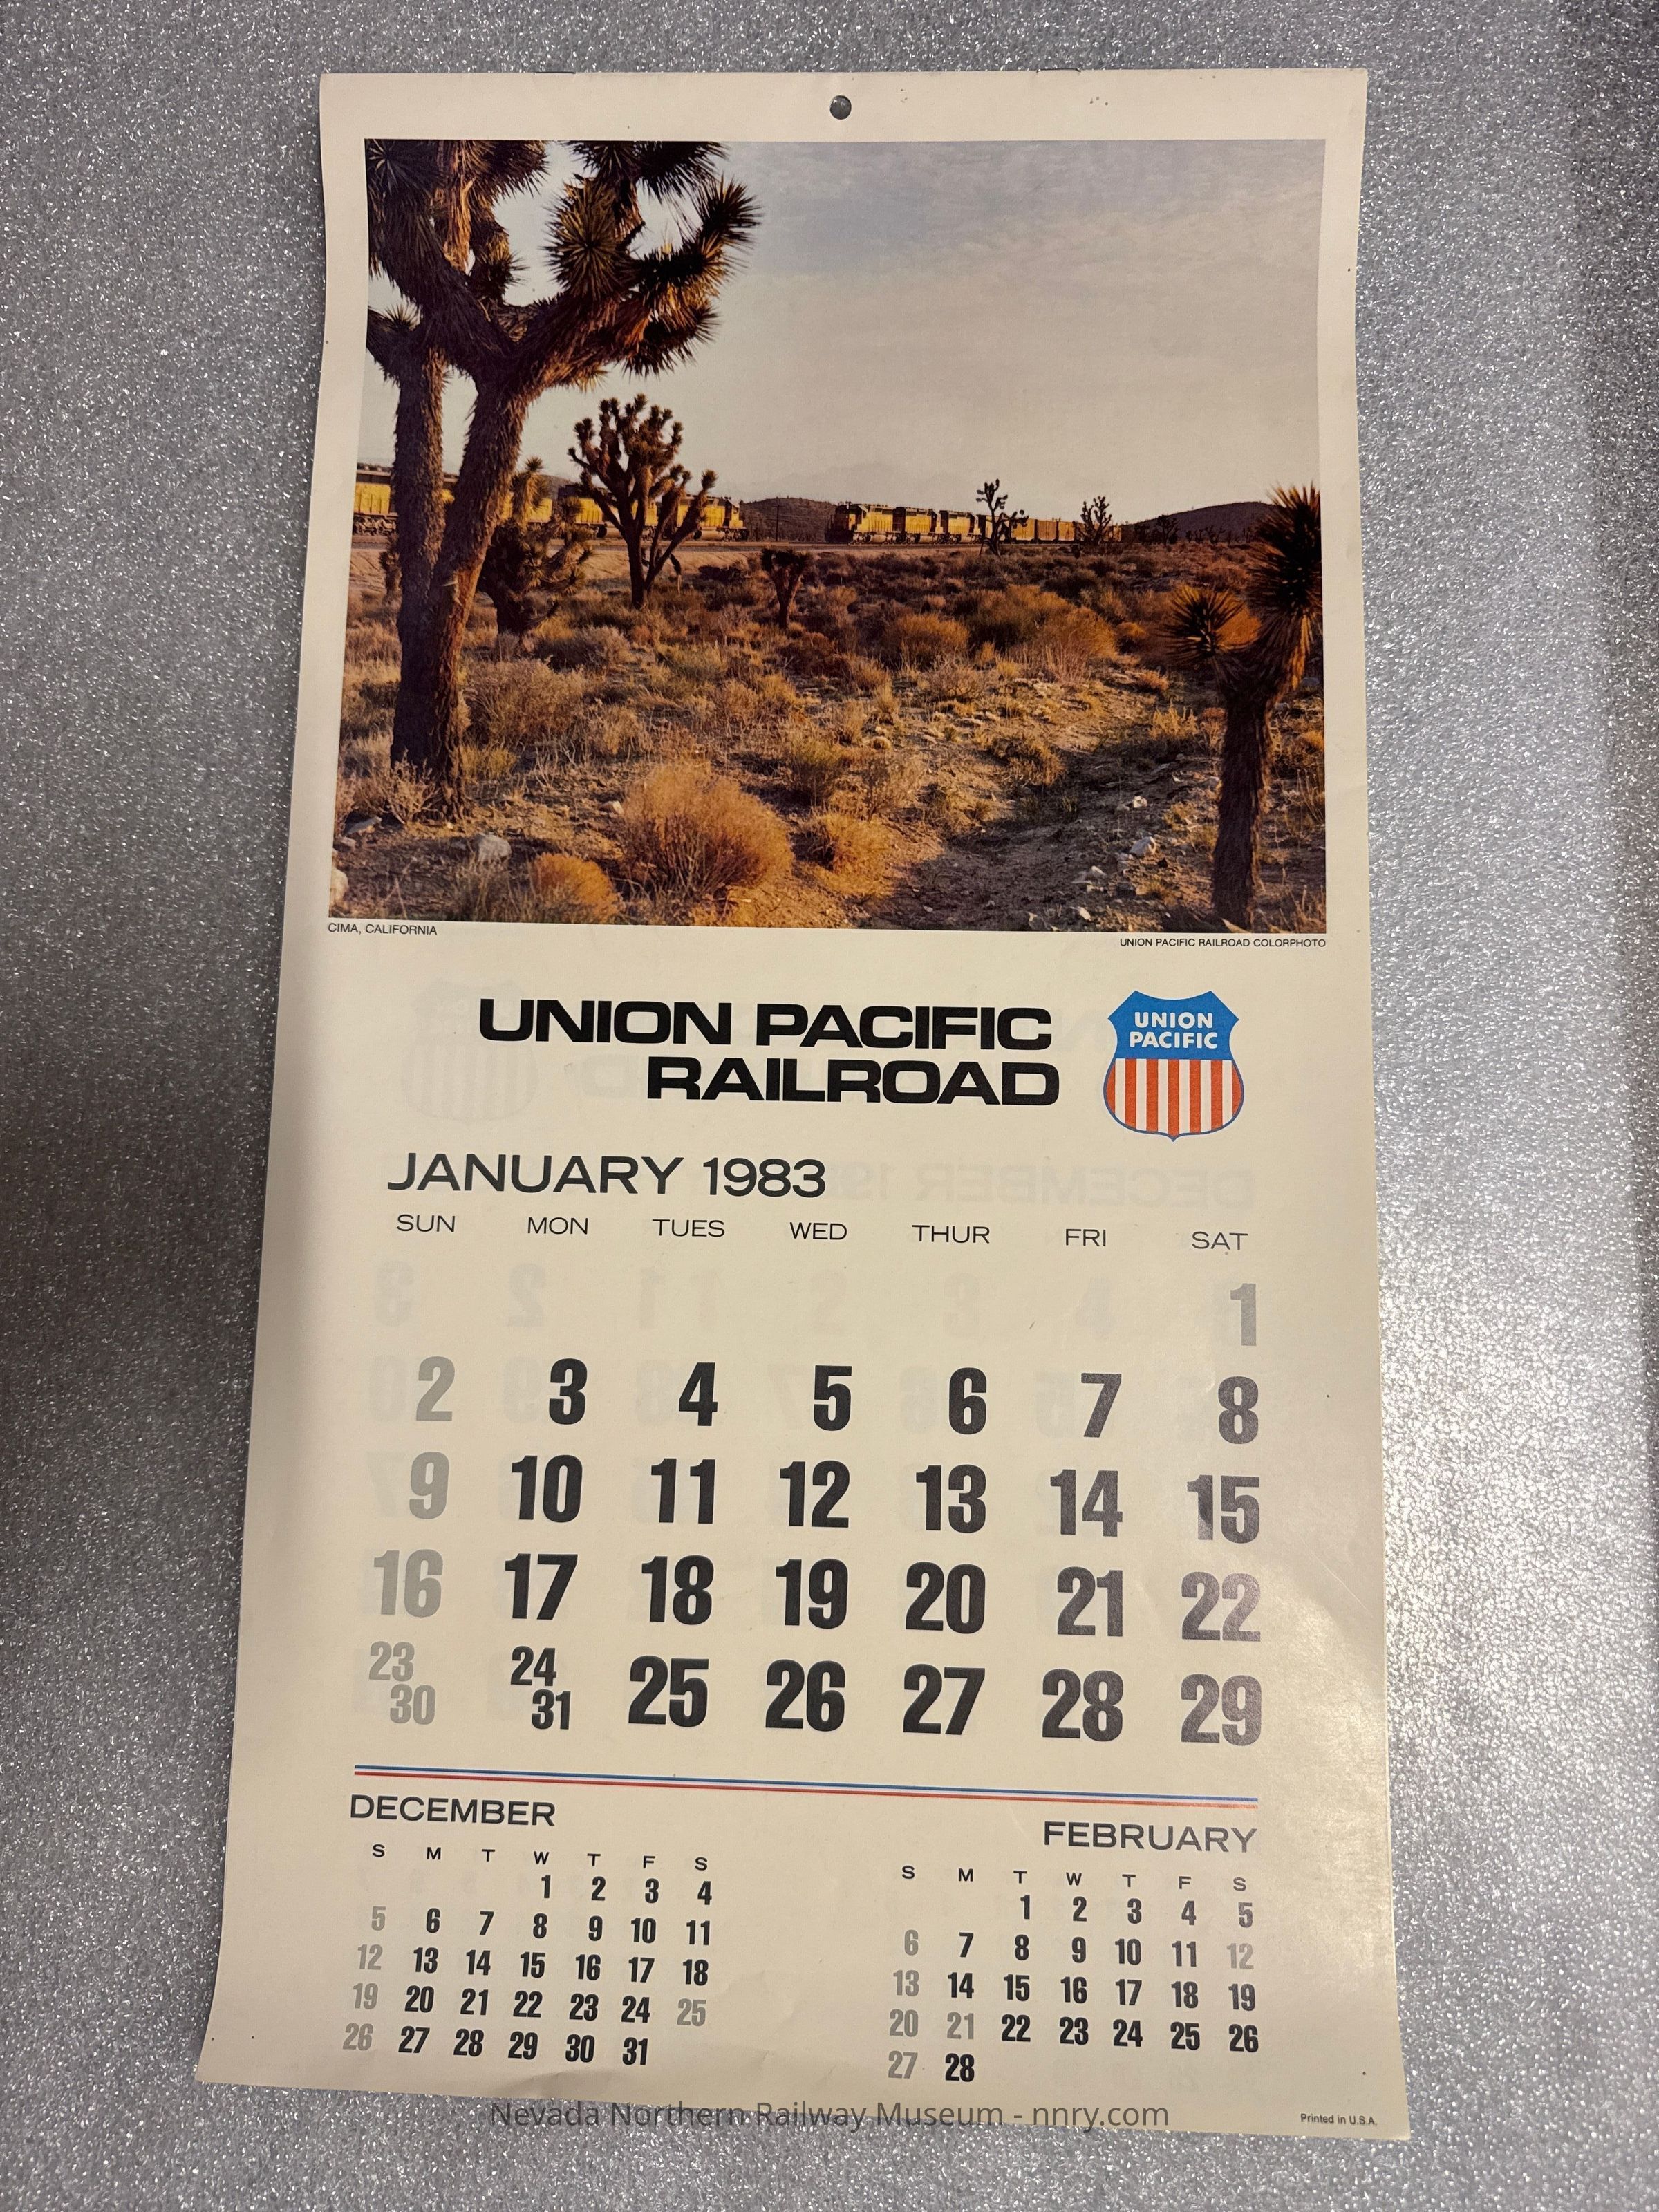 CIMA, CALIFORNIA
UNION PACIFIC RAILROAD COLORPHOTO
UNION PACIFIC
RAILROAD
UNION
PACIFIC
JANUARY 1983
SUN MON TUES WED THUR FRI SAT
1
2 3 4 5 6 7 8
9 10 11 12 13 14 15
16 17 18 19 20 21 22
23 24 25 26 27 28 29
30 31
DECEMBER
S M T W T F S
1 2 3 4
5 6 7 8 9 10 11
12 13 14 15 16 17 18
19 20 21 22 23 24 25
26 27 28 29 30 31
FEBRUARY
S M T W T F S
1 2 3 4 5
6 7 8 9 10 11 12
13 14 15 16 17 18 19
20 21 22 23 24 25 26
27 28
Nevada Northern Railway Museum - nnry.com
Printed in U.S.A.